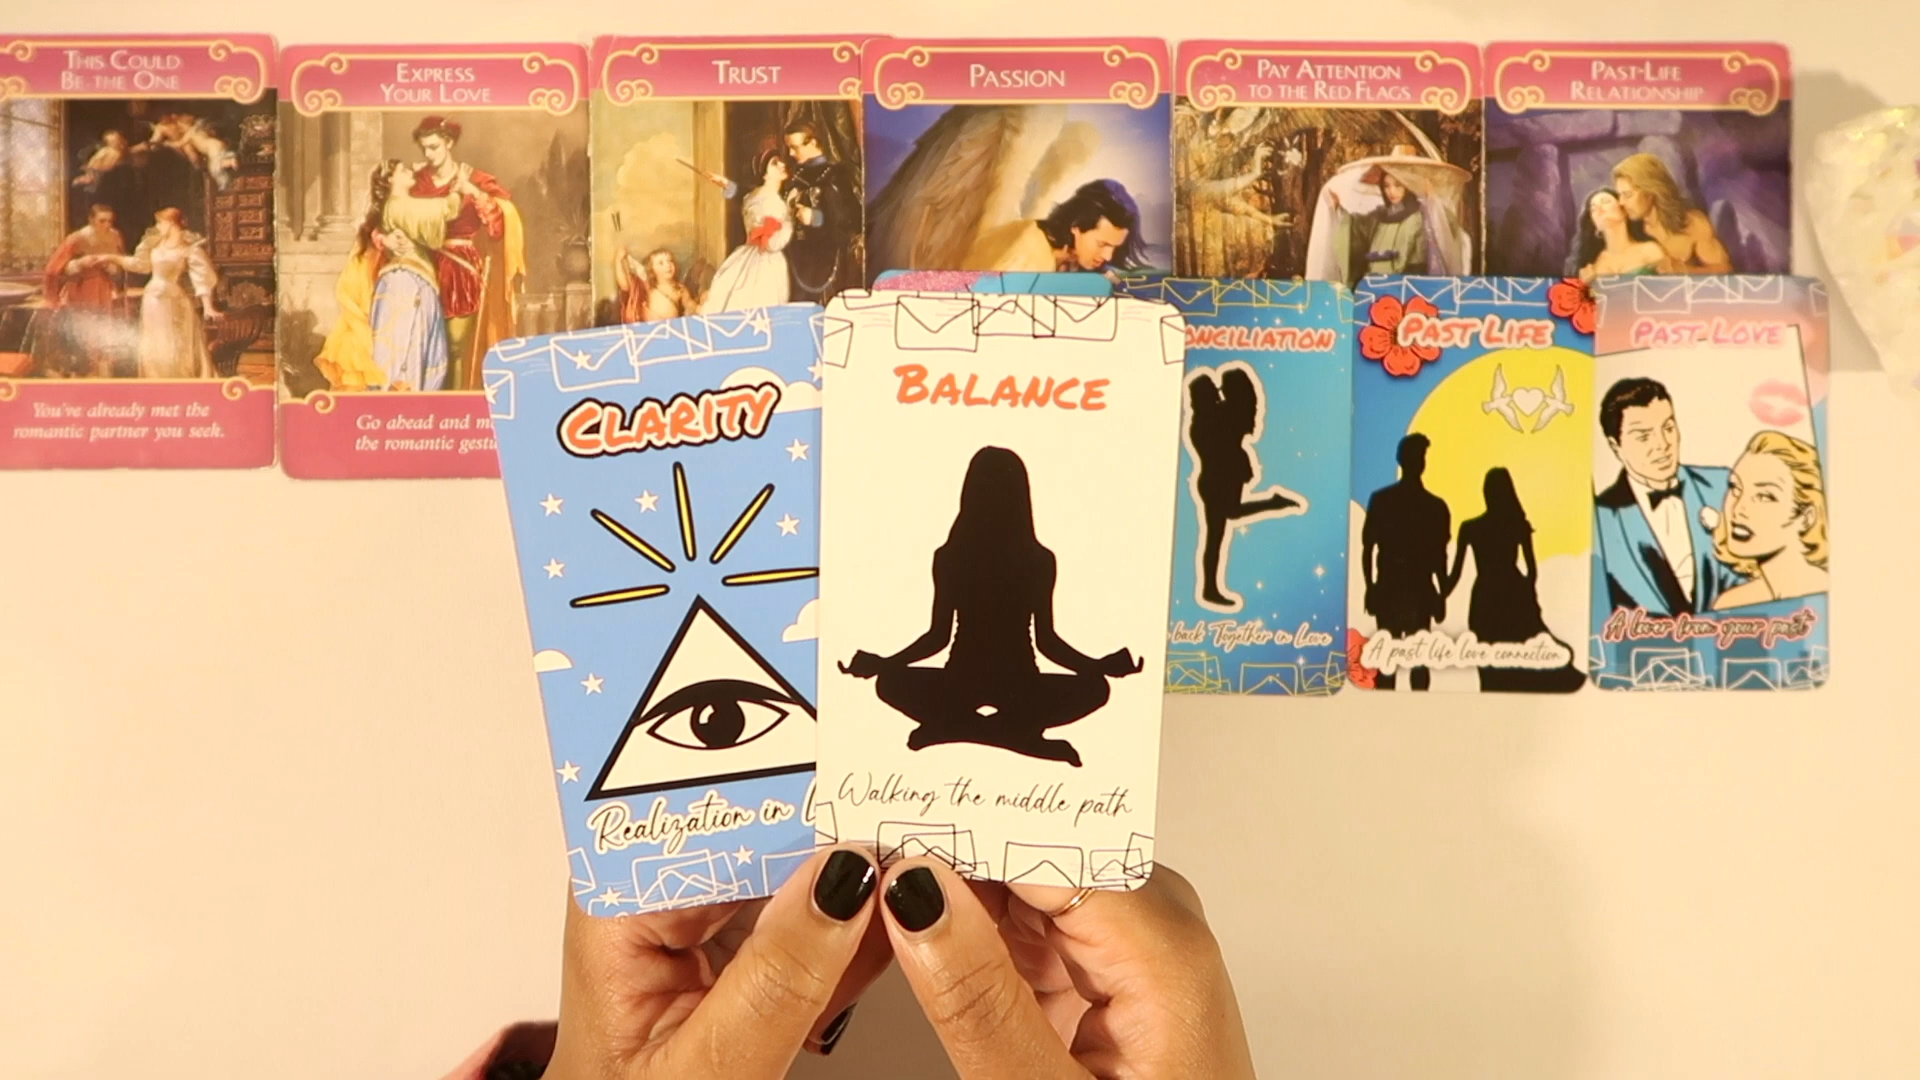 THIS COULD
BE THE ONE
EXPRESS
YOUR LOVE
TRUST
PASSION
PAY ATTENTION
TO THE RED FLAGS
PAST-LIFE
RELATIONSHIP
You've already met the
romantic partner you seek.
Go ahead and m
the romantic gest
CLARITY
Realization in L
BALANCE
Walking the middle path
ONCILIATION
back Together in Love
PAST LIFE
A past life love connection
PAST LOVE
A lover from your past